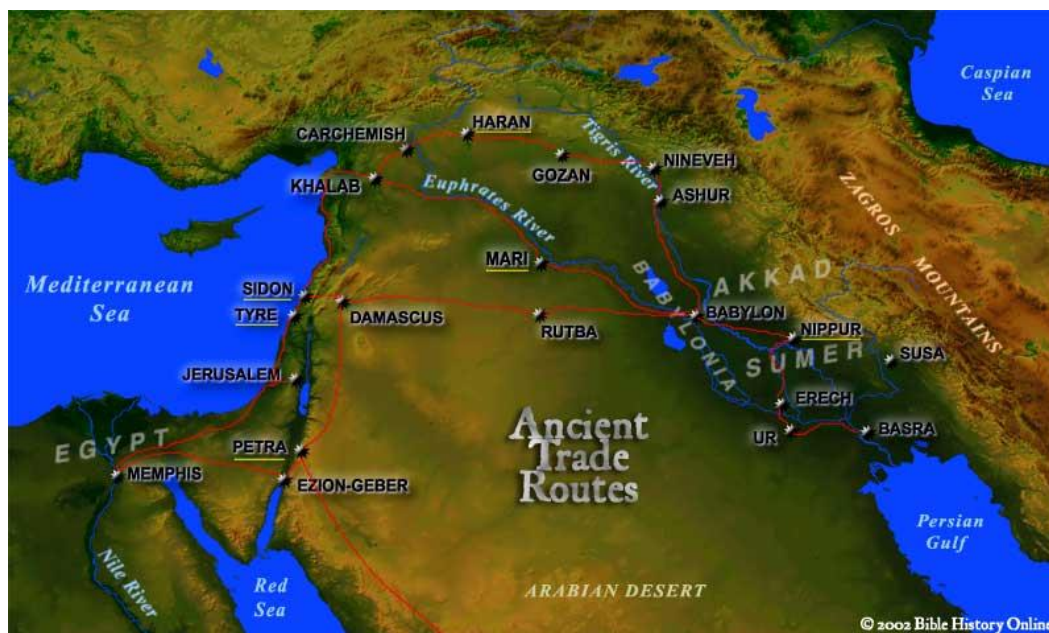 Caspian
Sea
HARAN
CARCHEMISH
Tigris River
NINEVEH
GOZAN
KHALAB
ASHUR
Euphrates River
ZAGROS
MOUNTAINS
MARI
AKKAD
BABYLONIA
Mediterranean
Sea
SIDON
TYRE
DAMASCUS
RUTBA
BABYLON
NIPPUR
SUMER
SUSA
JERUSALEM
ERECH
Ancient
Trade
Routes
UR
BASRA
EGYPT
PETRA
MEMPHIS
EZION-GEBER
Persian
Gulf
Nile River
Red
Sea
ARABIAN DESERT
© 2002 Bible History Online